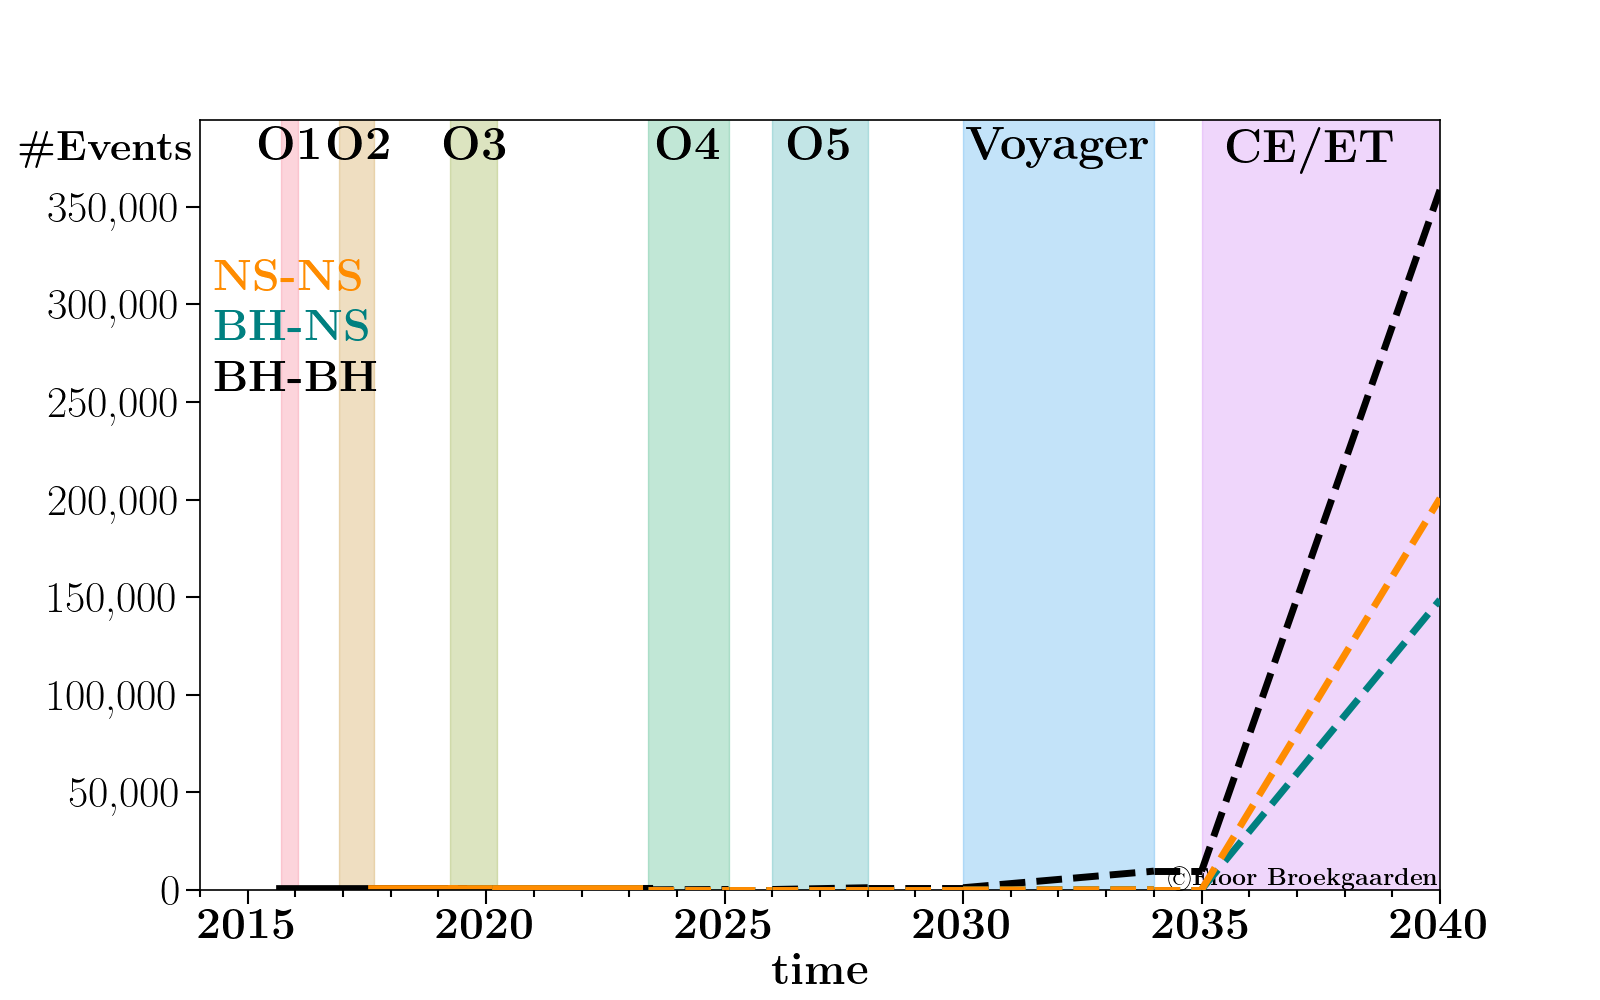 #Events
O1 O2 O3 O4 O5 Voyager CE/ET
350,000
300,000
250,000
200,000
150,000
100,000
50,000
0
NS-NS
BH-NS
BH-BH
©Floor Broekgaarden
2015 2020 2025 2030 2035 2040
time